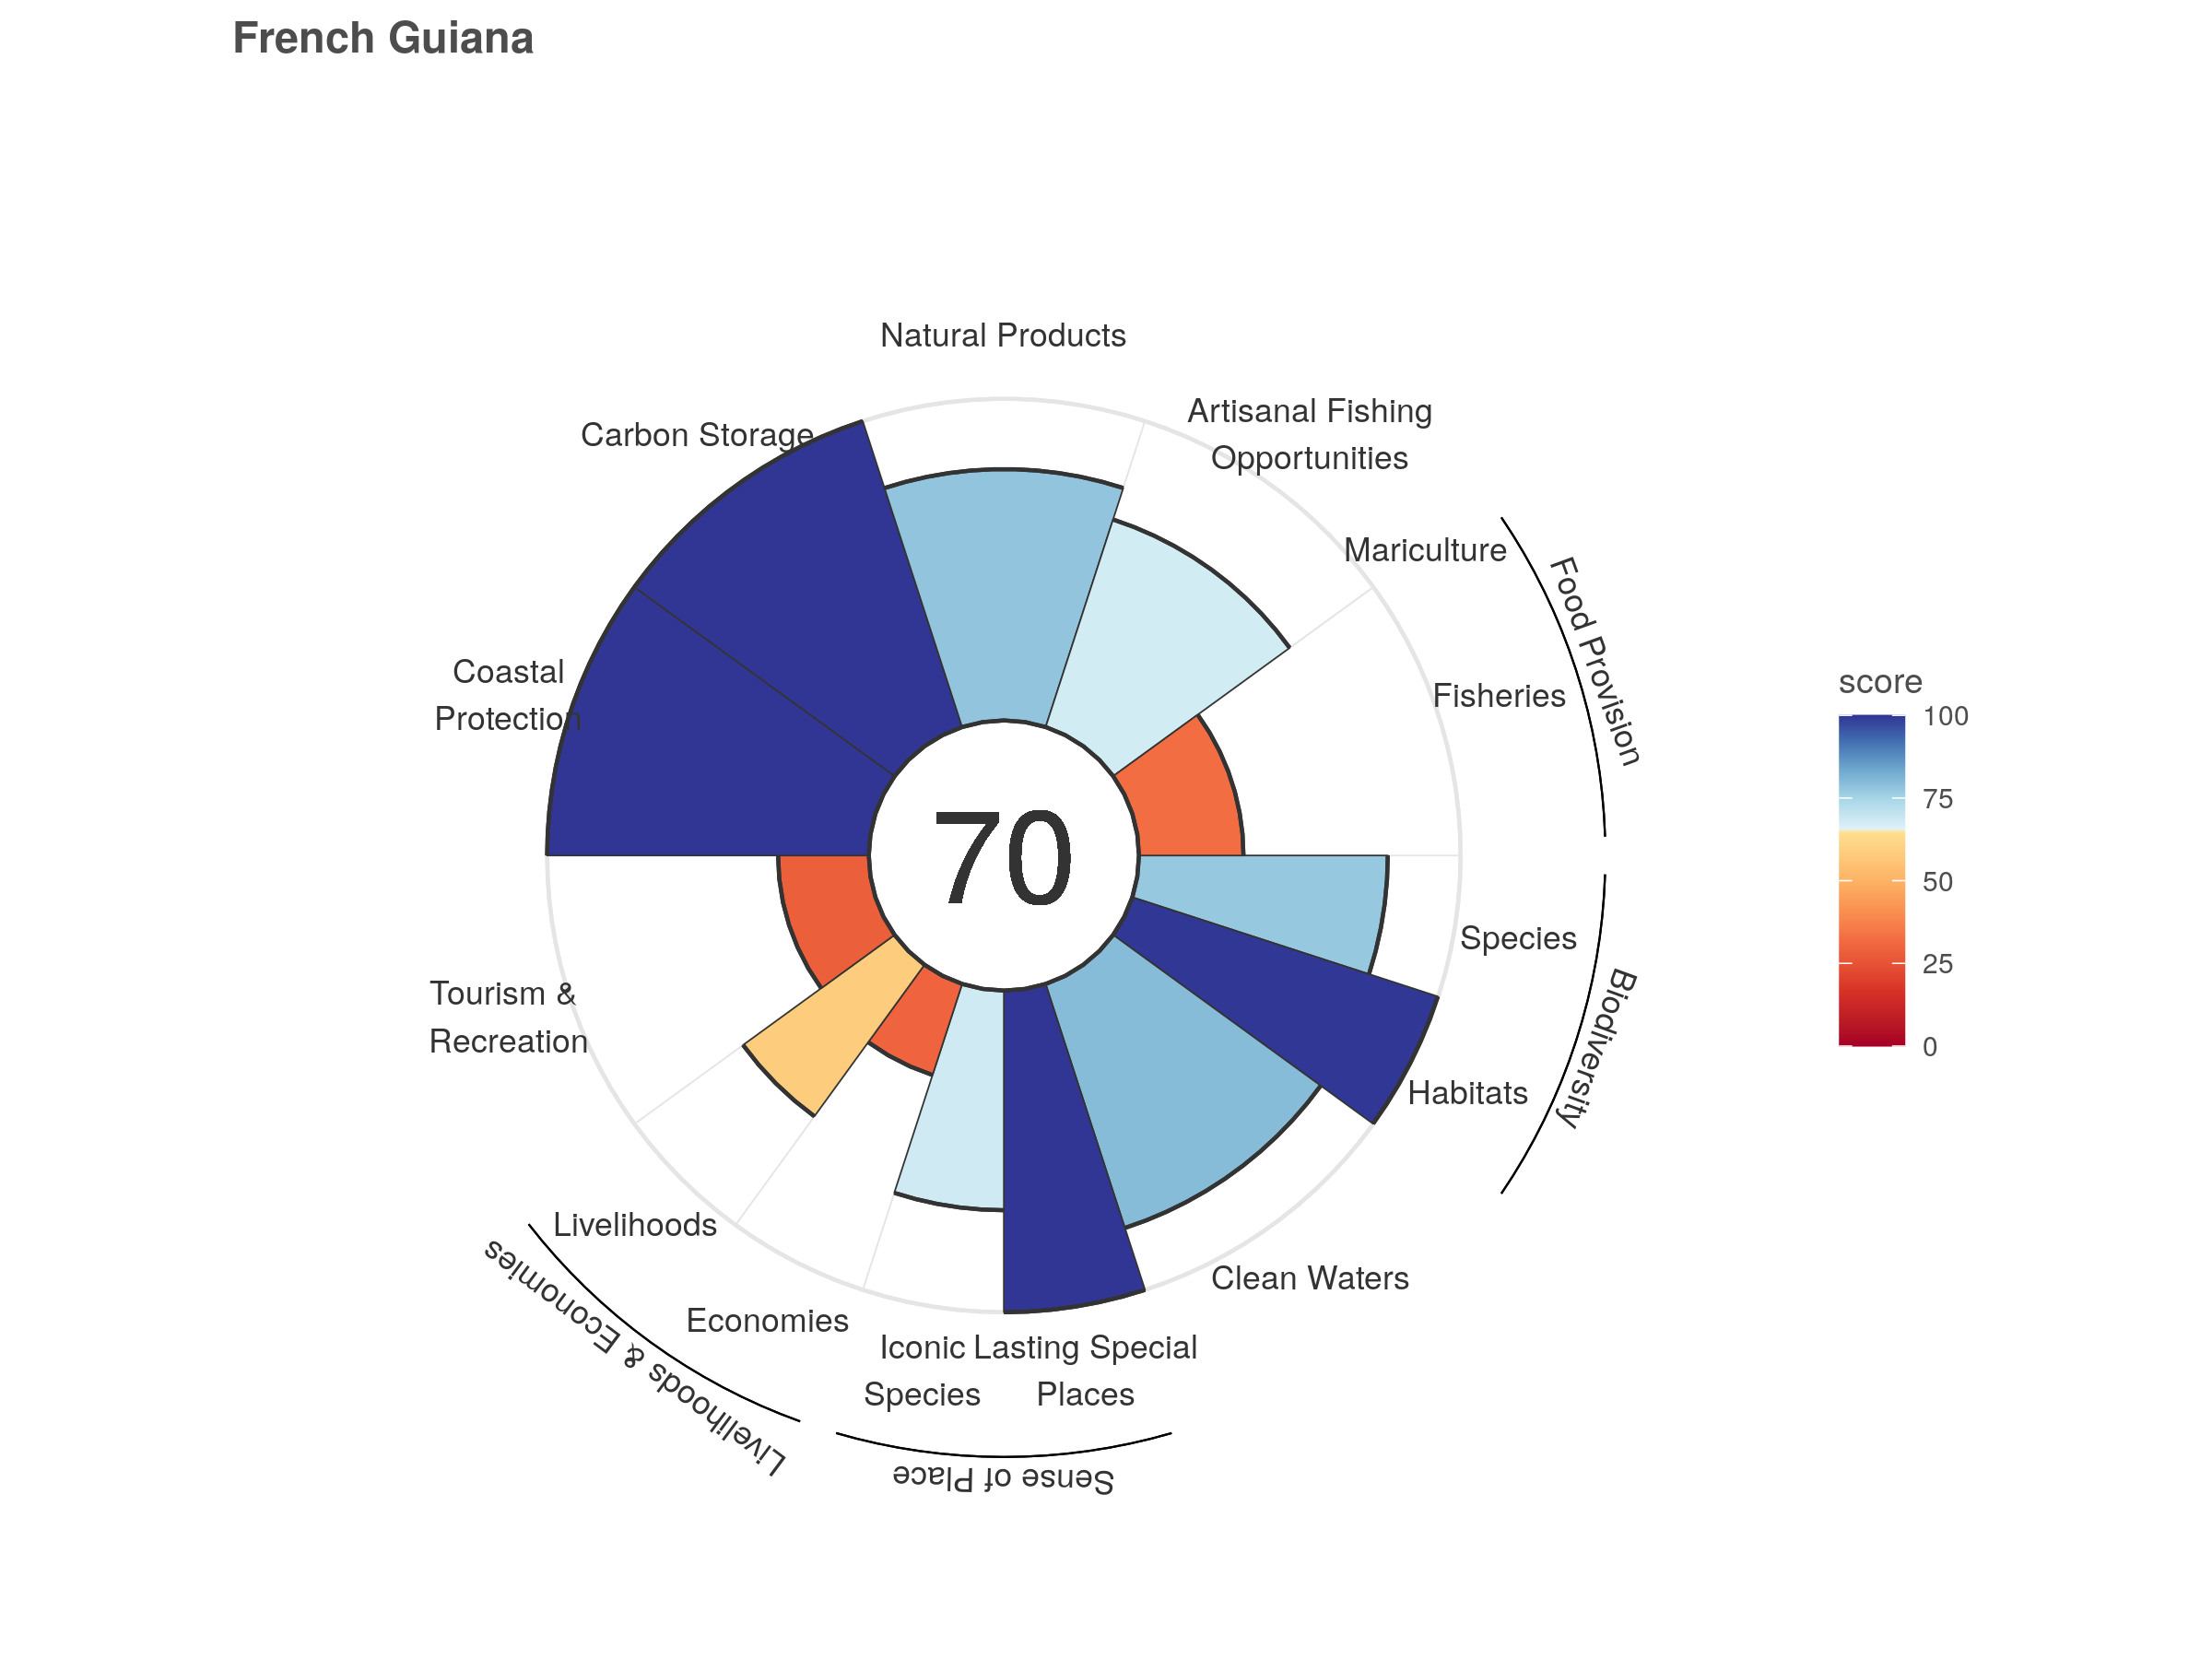 French Guiana
Natural Products
Artisanal Fishing
Opportunities
Carbon Storage
Mariculture
Food Provision
Fisheries
Coastal
Protection
70
Species
Biodiversity
Habitats
Tourism &
Recreation
Clean Waters
Livelihoods
Economies
Livelihoods & Economies
Iconic
Species
Lasting Special
Places
Sense of Place
score
100
75
50
25
0